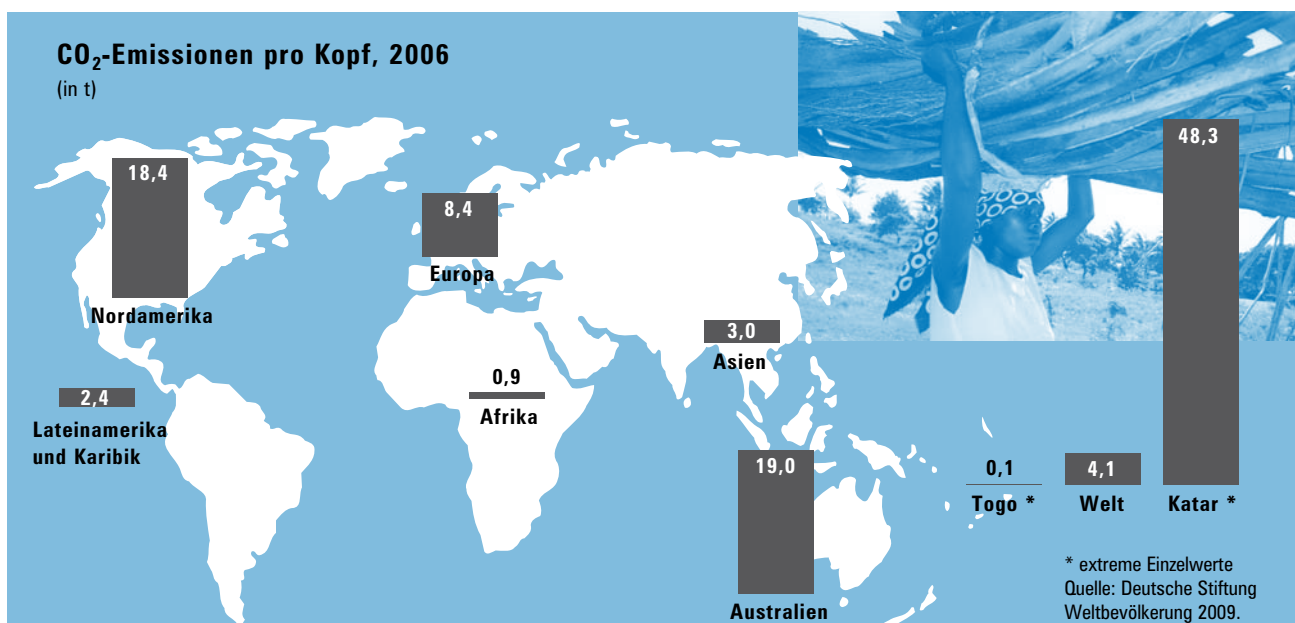 CO₂-Emissionen pro Kopf, 2006
(in t)
18,4
Nordamerika
8,4
Europa
48,3
3,0
Asien
2,4
Lateinamerika
und Karibik
0,9
Afrika
19,0
Australien
0,1
Togo *
4,1
Welt
Katar *
* extreme Einzelwerte
Quelle: Deutsche Stiftung
Weltbevölkerung 2009.